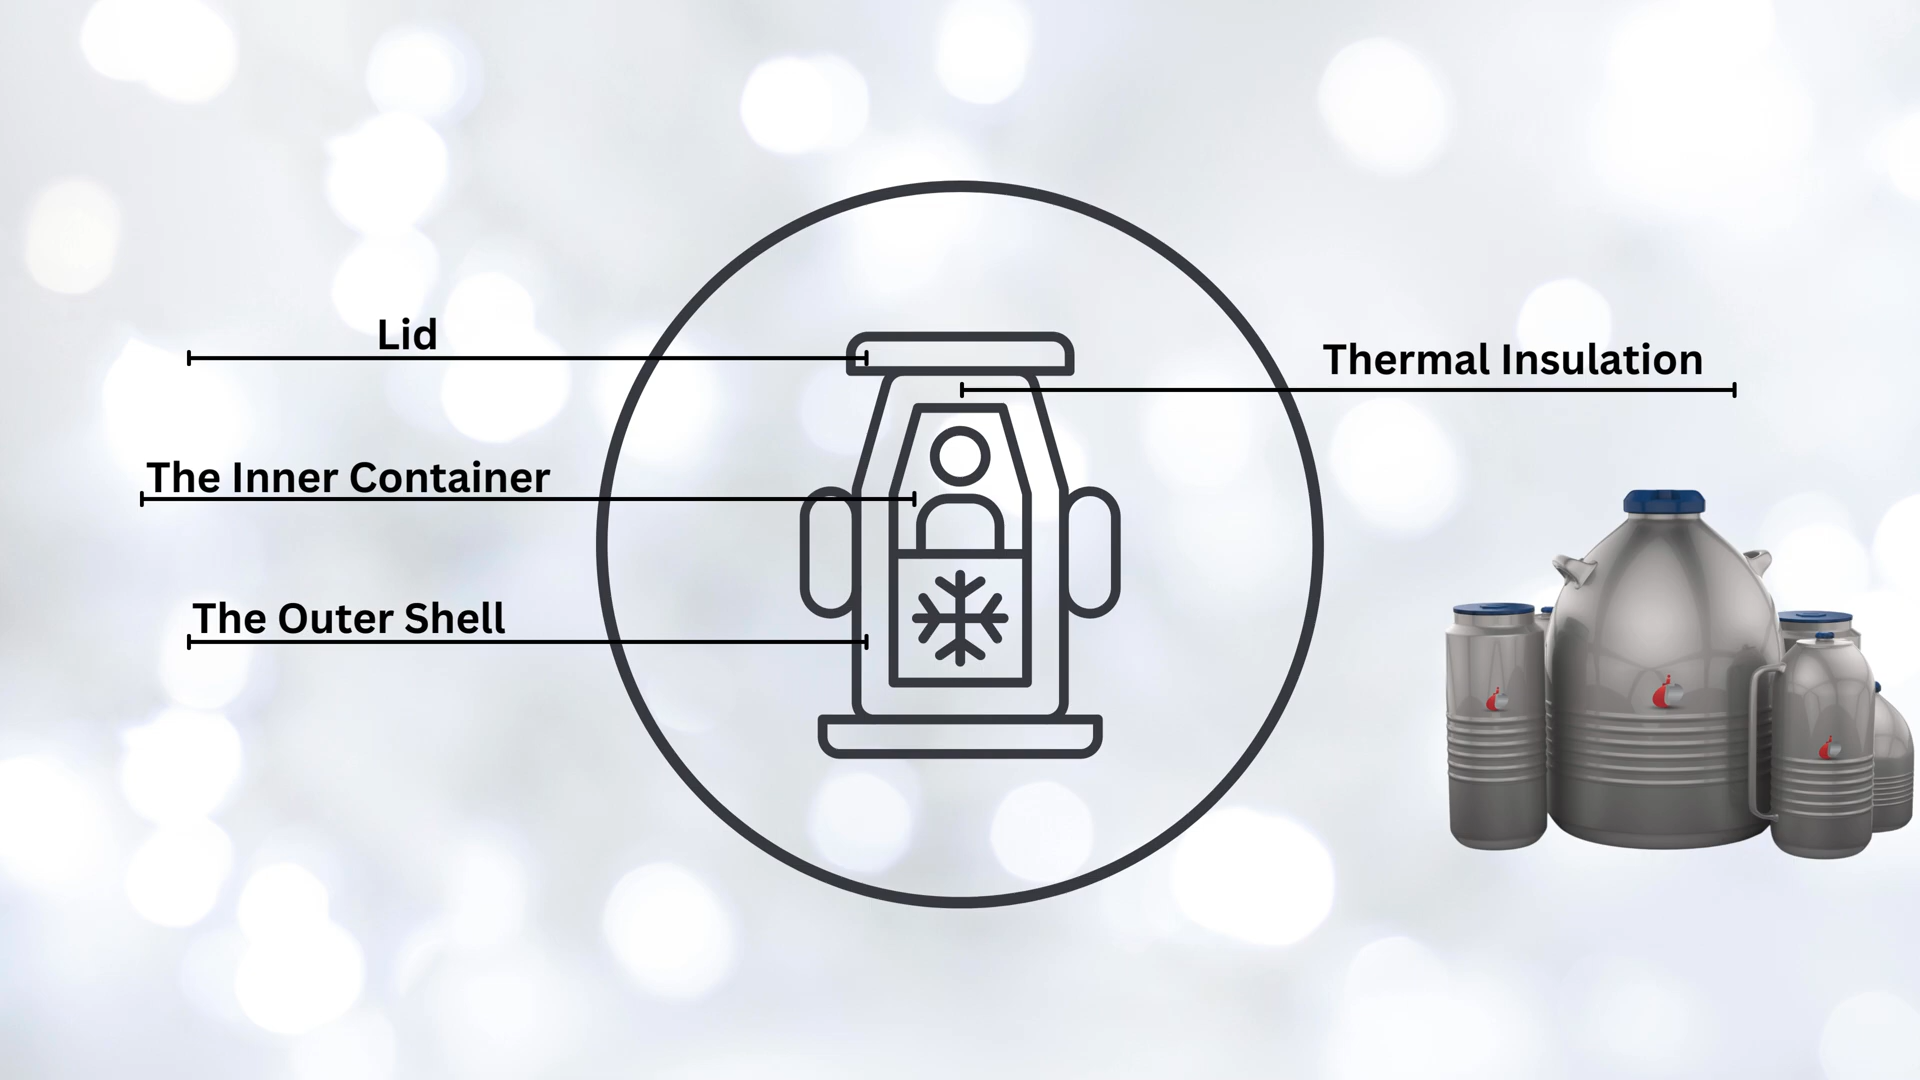 Lid
Thermal Insulation
The Inner Container
The Outer Shell